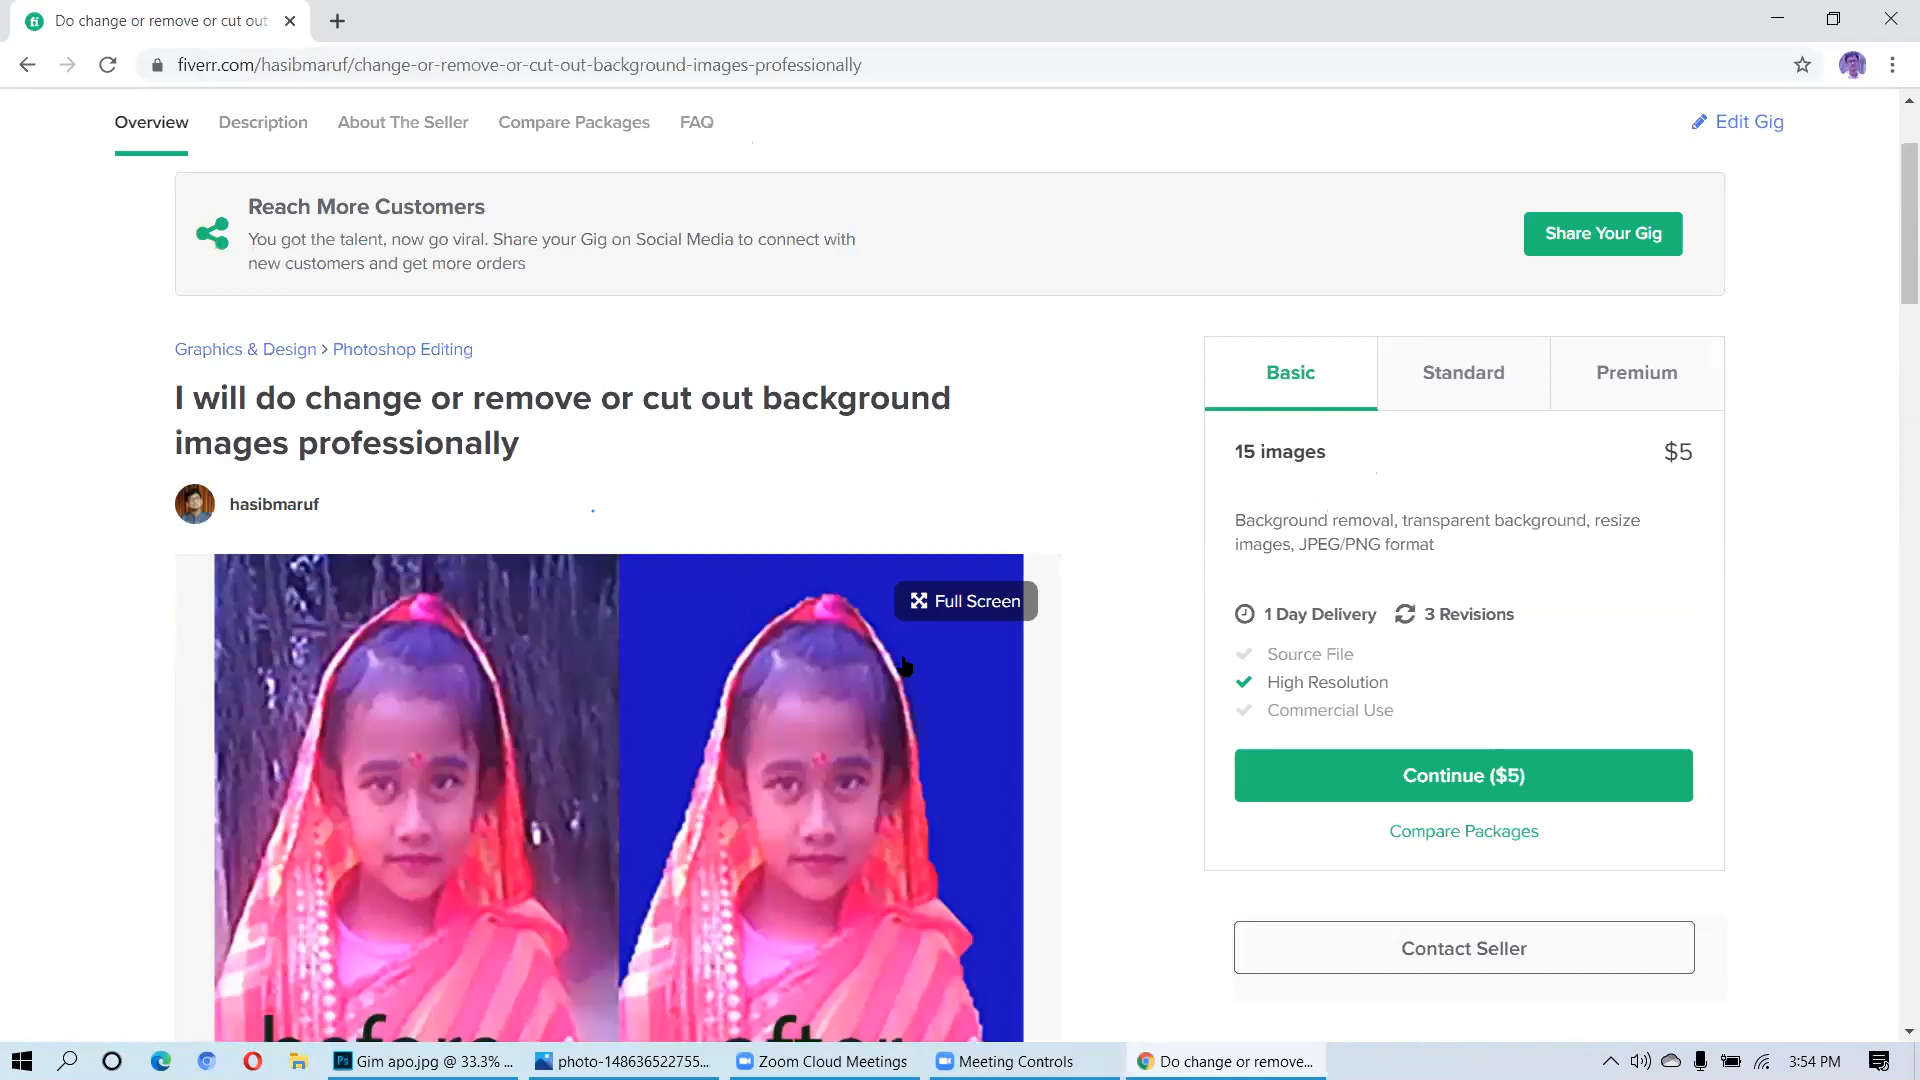 Do change or remove or cut out
fiverr.com/hasibmaruf/change-or-remove-or-cut-out-background-images-professionally
Overview
Description
About The Seller
Compare Packages
FAQ
Edit Gig
Reach More Customers
You got the talent, now go viral. Share your Gig on Social Media to connect with
new customers and get more orders
Share Your Gig
Graphics & Design > Photoshop Editing
I will do change or remove or cut out background
images professionally
hasibmaruf
Full Screen
before
after
Basic
Standard
Premium
15 images
$5
Background removal, transparent background, resize
images, JPEG/PNG format
1 Day Delivery
3 Revisions
Source File
High Resolution
Commercial Use
Continue ($5)
Compare Packages
Contact Seller
Ps
Gim apo.jpg @ 33.3% ...
photo-148636522755...
Zoom Cloud Meetings
Meeting Controls
Do change or remove...
3:54 PM